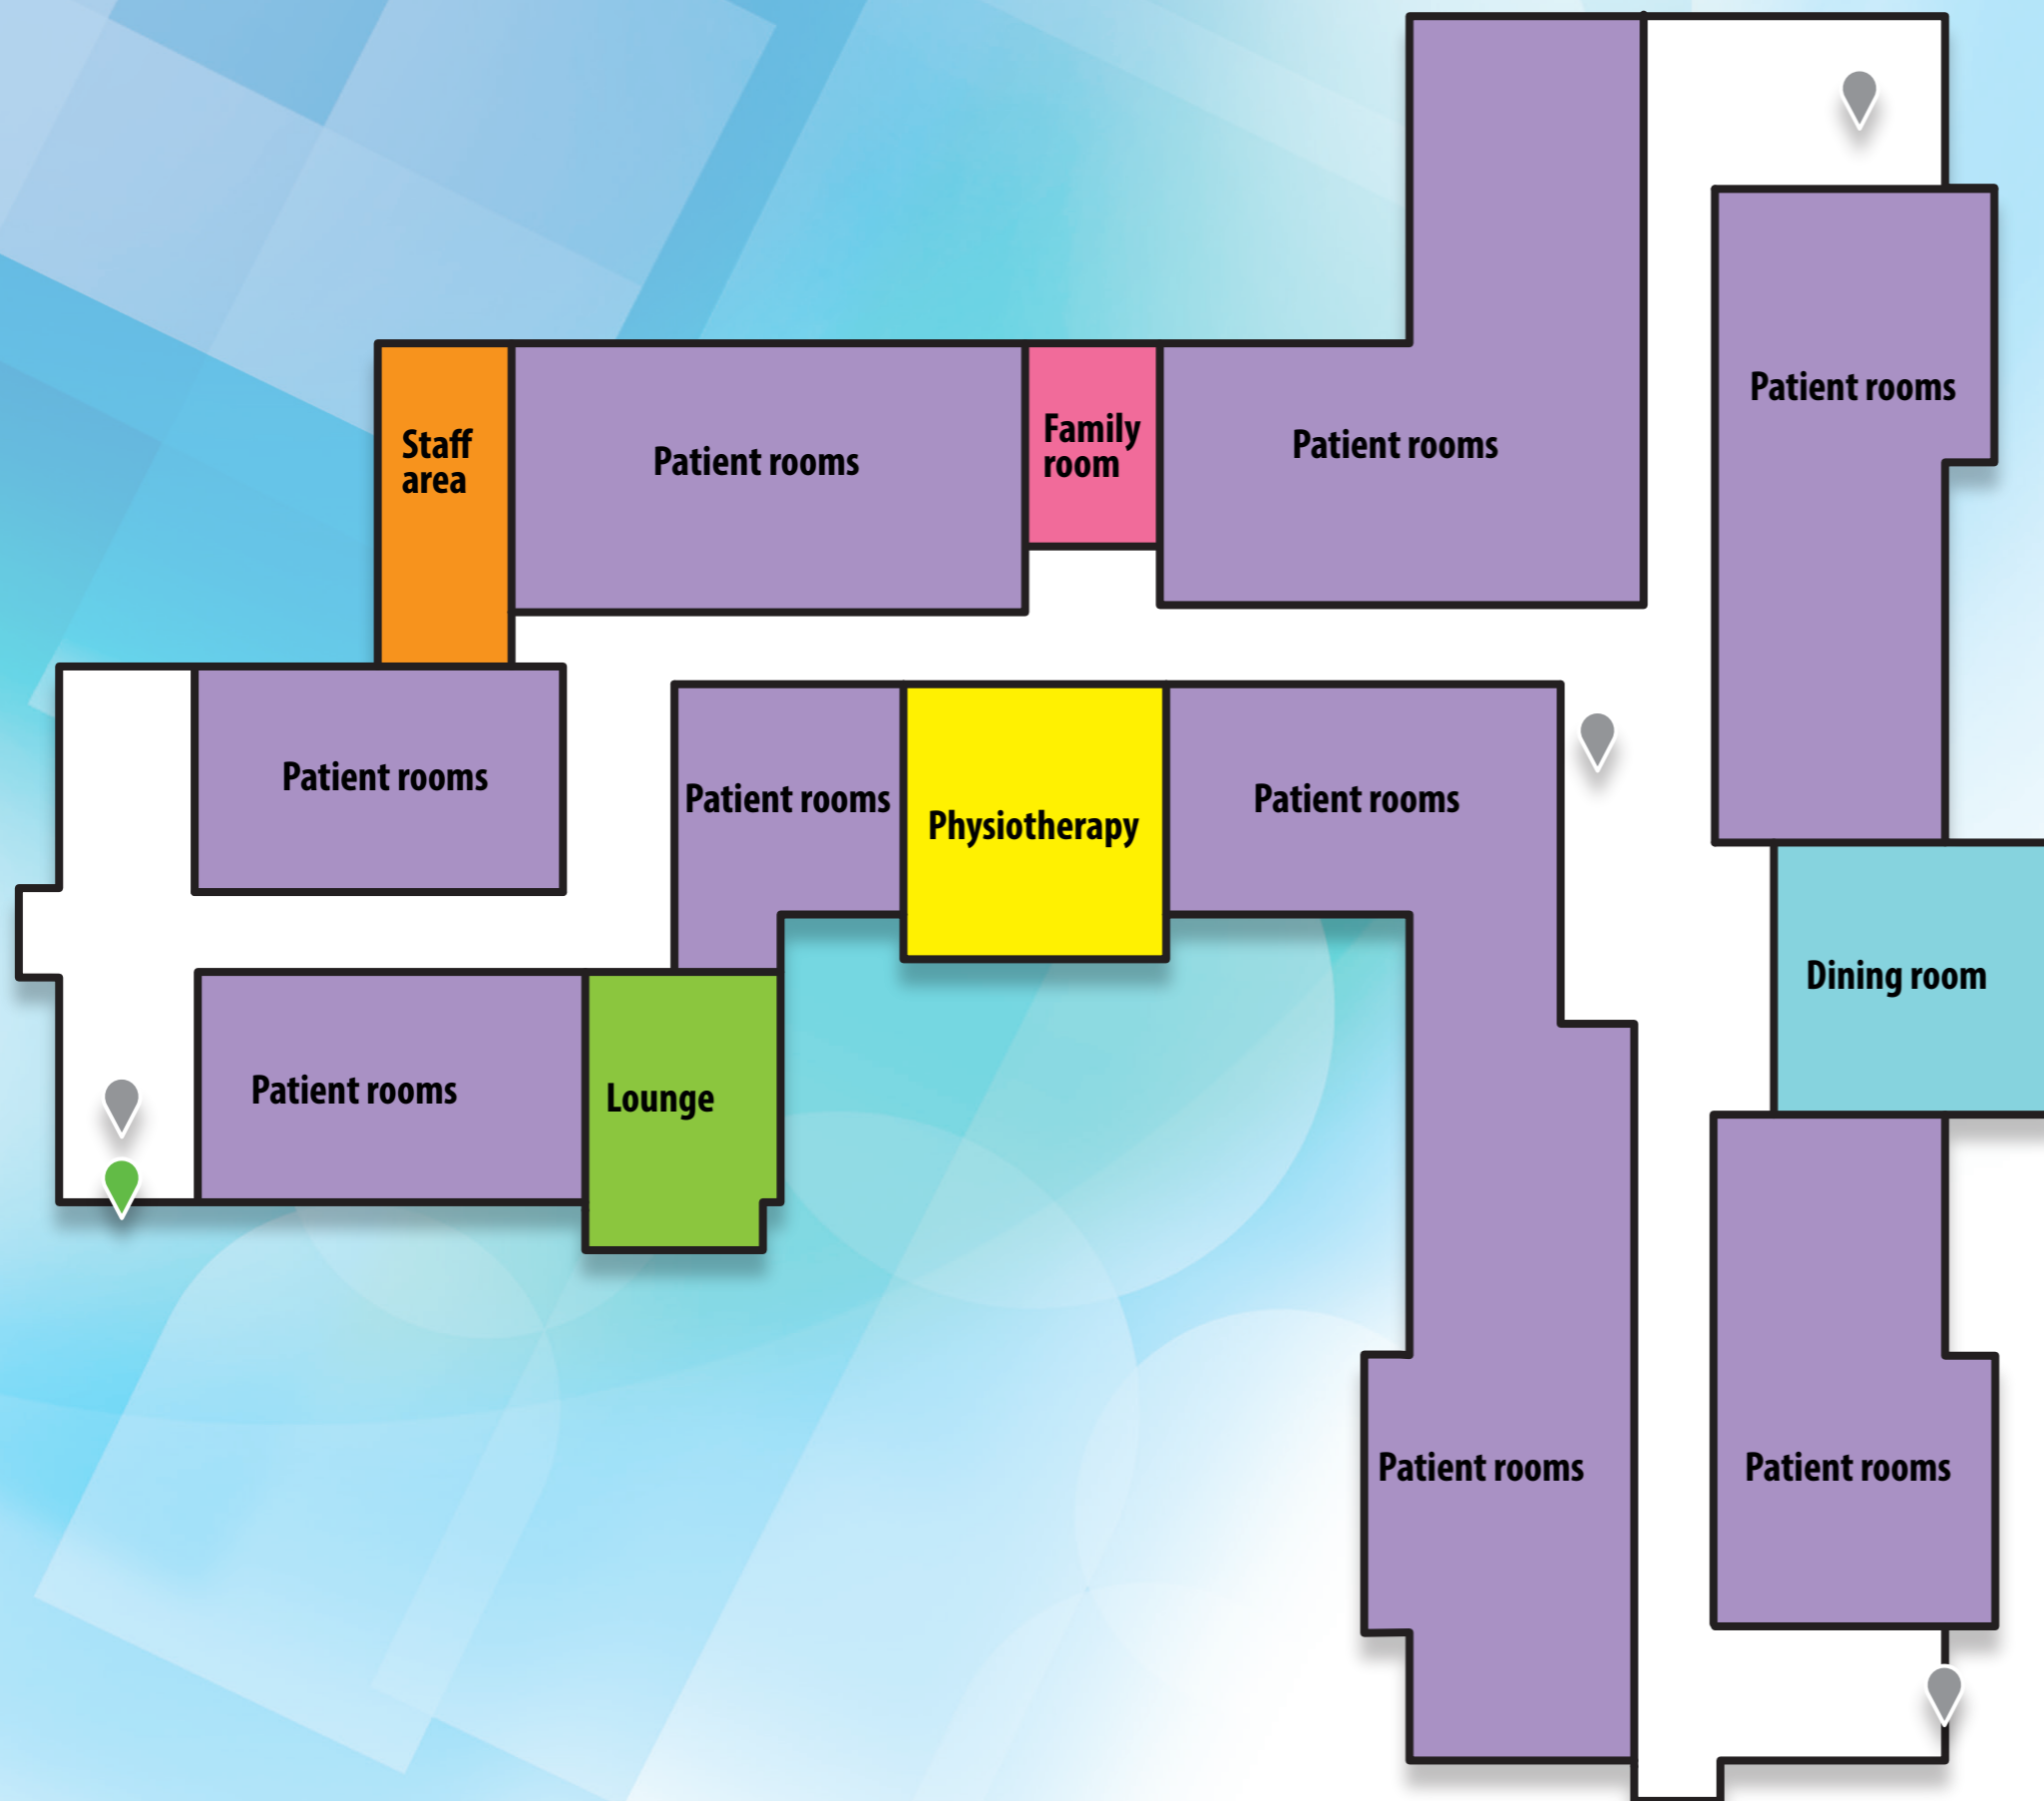 Patient rooms
Staff
area
Patient rooms
Family
room
Patient rooms
Patient rooms
Patient rooms
Physiotherapy
Patient rooms
Dining room
Patient rooms
Lounge
Patient rooms
Patient rooms